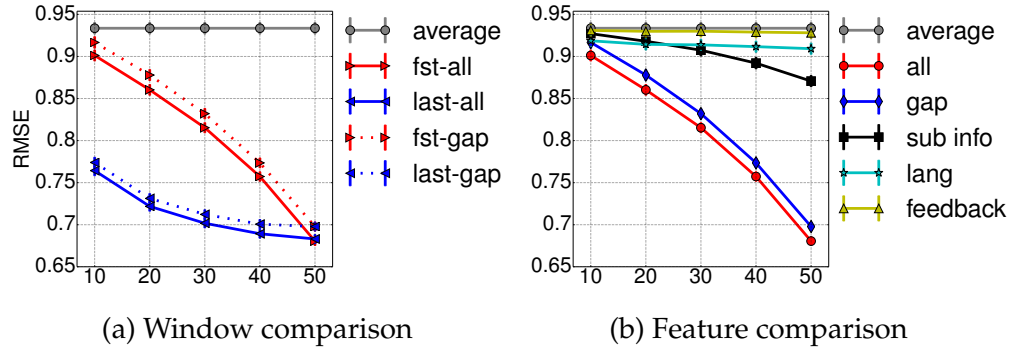 0.95
0.9
0.85
0.8
0.75
0.7
0.65
RMSE
10 20 30 40 50
average
fst-all
last-all
fst-gap
last-gap
(a) Window comparison
0.95
0.9
0.85
0.8
0.75
0.7
0.65
10 20 30 40 50
average
all
gap
sub info
lang
feedback
(b) Feature comparison